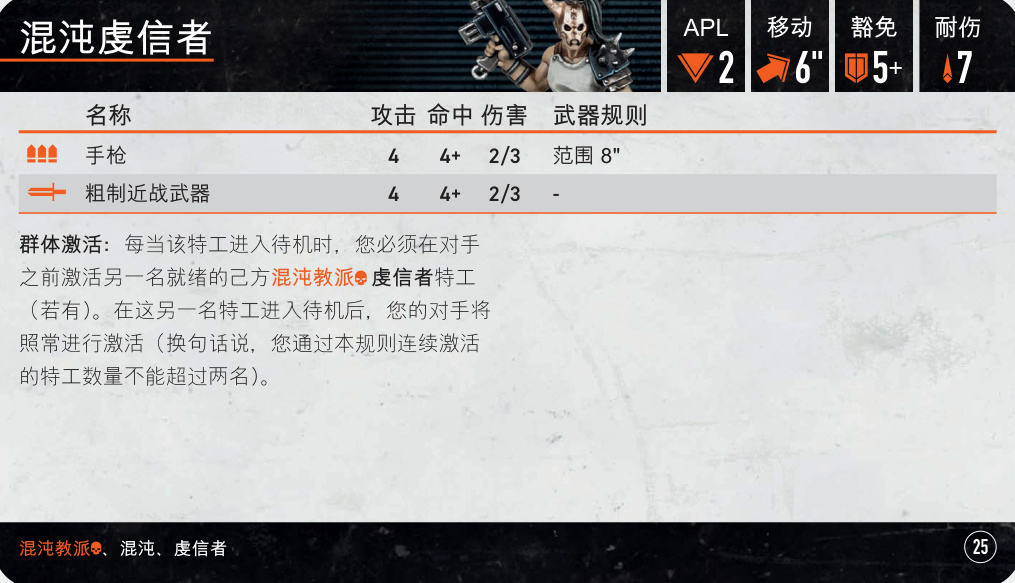 混沌虔信者
APL 移动 豁免 耐伤
2 6" 5+ 7
名称 攻击 命中 伤害 武器规则
手枪 4 4+ 2/3 范围 8"
粗制近战武器 4 4+ 2/3 -
群体激活：每当该特工进入待机时，您必须在对手
之前激活另一名就绪的己方混沌教派虔信者特工
（若有）。在这另一名特工进入待机后，您的对手将
照常进行激活（换句话说，您通过本规则连续激活
的特工数量不能超过两名）。
混沌教派、混沌、虔信者
25